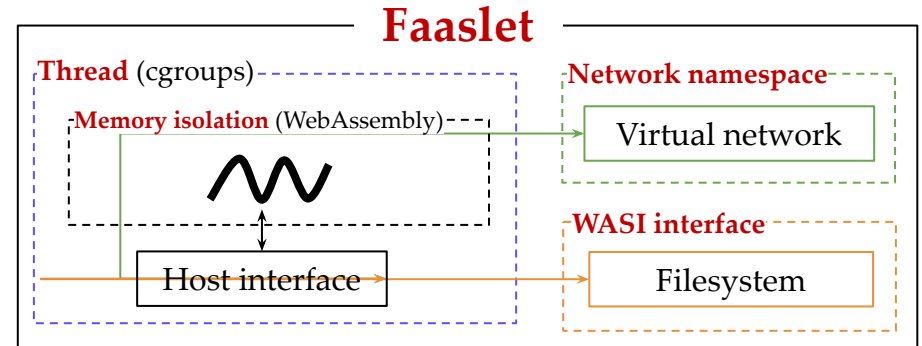 Faaslet
Thread (cgroups)
Network namespace
Memory isolation (WebAssembly)
Virtual network
WASI interface
Host interface
Filesystem